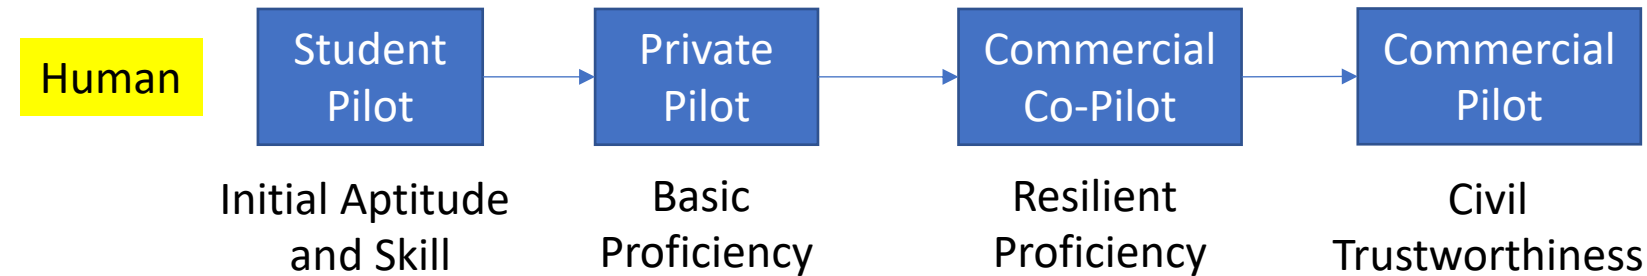 Human
Student
Pilot
Private
Pilot
Commercial
Co-Pilot
Commercial
Pilot
Initial Aptitude
and Skill
Basic
Proficiency
Resilient
Proficiency
Civil
Trustworthiness